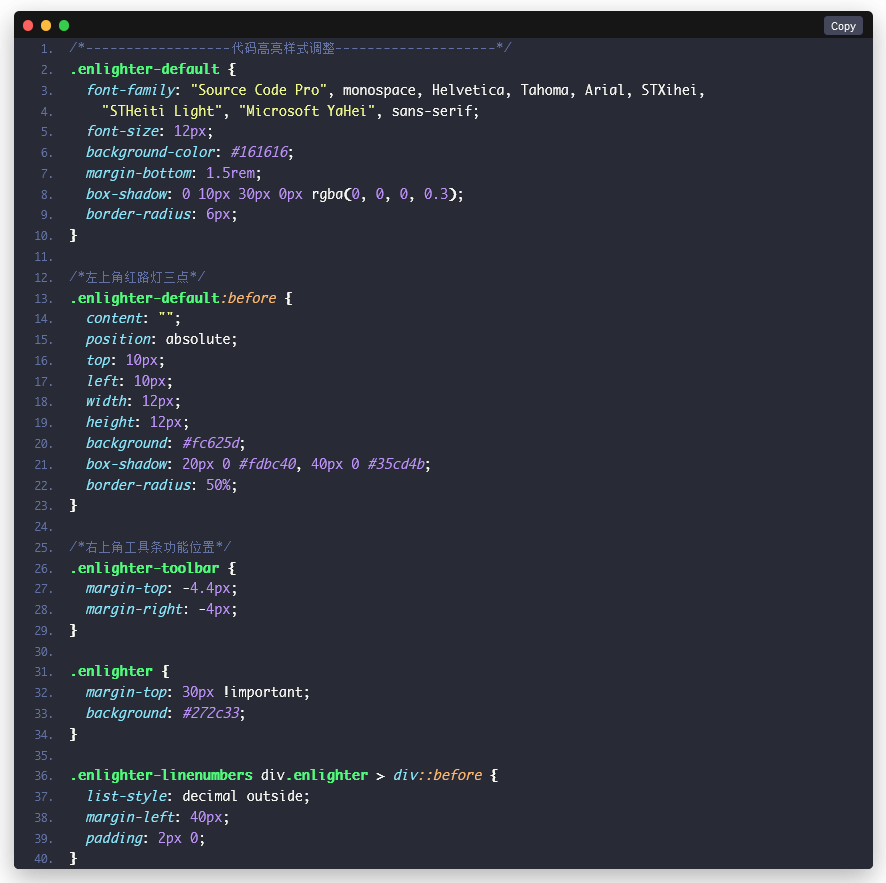 Copy
1. /*------------------代码高亮样式调整--------------------*/
2. .enlighter-default {
3.   font-family: "Source Code Pro", monospace, Helvetica, Tahoma, Arial, STXihei,
4.     "STHeiti Light", "Microsoft YaHei", sans-serif;
5.   font-size: 12px;
6.   background-color: #161616;
7.   margin-bottom: 1.5rem;
8.   box-shadow: 0 10px 30px 0px rgba(0, 0, 0, 0.3);
9.   border-radius: 6px;
10. }
11.
12. /*左上角红路灯三点*/
13. .enlighter-default:before {
14.   content: "";
15.   position: absolute;
16.   top: 10px;
17.   left: 10px;
18.   width: 12px;
19.   height: 12px;
20.   background: #fc625d;
21.   box-shadow: 20px 0 #fdbc40, 40px 0 #35cd4b;
22.   border-radius: 50%;
23. }
24.
25. /*右上角工具条功能位置*/
26. .enlighter-toolbar {
27.   margin-top: -4.4px;
28.   margin-right: -4px;
29. }
30.
31. .enlighter {
32.   margin-top: 30px !important;
33.   background: #272c33;
34. }
35.
36. .enlighter-linenumbers div.enlighter > div::before {
37.   list-style: decimal outside;
38.   margin-left: 40px;
39.   padding: 2px 0;
40. }